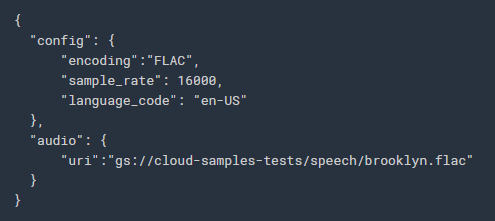 {
  "config": {
      "encoding":"FLAC",
      "sample_rate": 16000,
      "language_code": "en-US"
  },
  "audio": {
      "uri":"gs://cloud-samples-tests/speech/brooklyn.flac"
  }
}